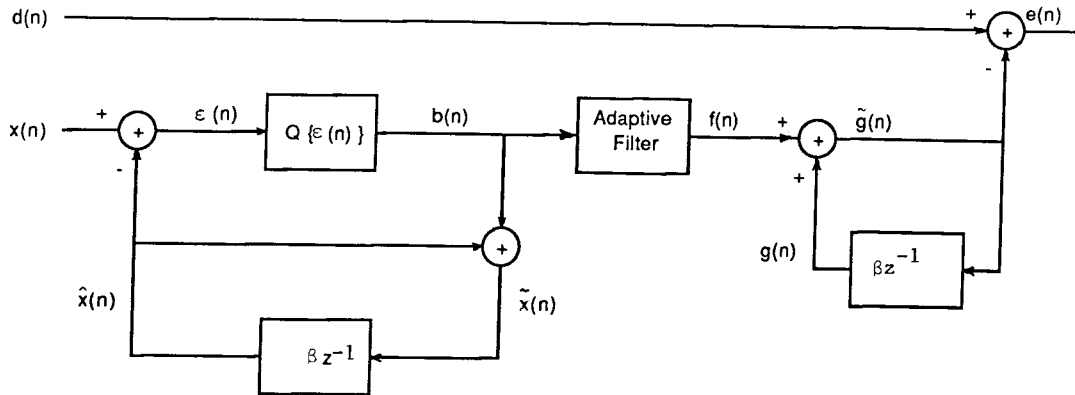 d(n)
+
+
e(n)
-
x(n)
+
+
ε(n)
Q {ε(n)}
b(n)
Adaptive
Filter
f(n)
+
+
g̃(n)
-
+
+
g(n)
βz⁻¹
x̂(n)
x̃(n)
β z⁻¹